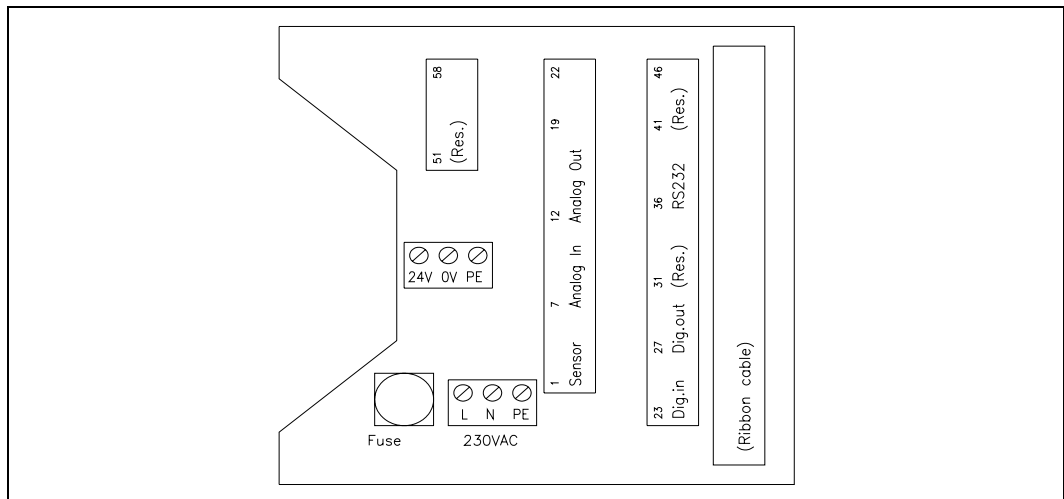 58
51
(Res.)
22
19
12
7
1
Analog Out
Analog In
Sensor
46
41
36
31
27
23
(Res.)
RS232
(Res.)
Dig.out
Dig.in
(Ribbon cable)
24V 0V PE
L N PE
Fuse
230VAC